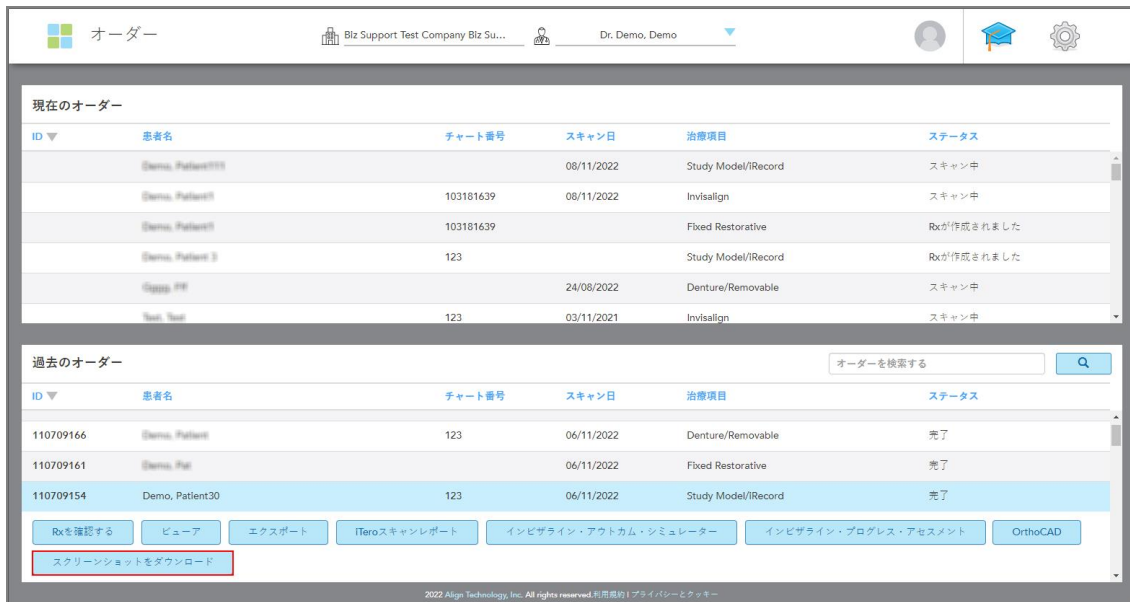 オーダー Biz Support Test Company Biz Su... Dr. Demo, Demo
現在のオーダー
ID 患者名 チャート番号 スキャン日 治療項目 ステータス
Demo, Patient111 08/11/2022 Study Model/iRecord スキャン中
Demo, Patient1 103181639 08/11/2022 Invisalign スキャン中
Demo, Patient1 103181639 Fixed Restorative Rxが作成されました
Demo, Patient 3 123 Study Model/iRecord Rxが作成されました
24/08/2022 Denture/Removable スキャン中
Test, Test 123 03/11/2021 Invisalign スキャン中
過去のオーダー オーダーを検索する
ID 患者名 チャート番号 スキャン日 治療項目 ステータス
110709166 Demo, Patient 123 06/11/2022 Denture/Removable 完了
110709161 Demo, Pat 06/11/2022 Fixed Restorative 完了
110709154 Demo, Patient30 123 06/11/2022 Study Model/iRecord 完了
Rxを確認する ビューア エクスポート iTeroスキャンレポート インビザライン・アウトカム・シミュレーター インビザライン・プログレス・アセスメント OrthoCAD
スクリーンショットをダウンロード
2022 Align Technology, Inc. All rights reserved.利用規約 | プライバシーとクッキー